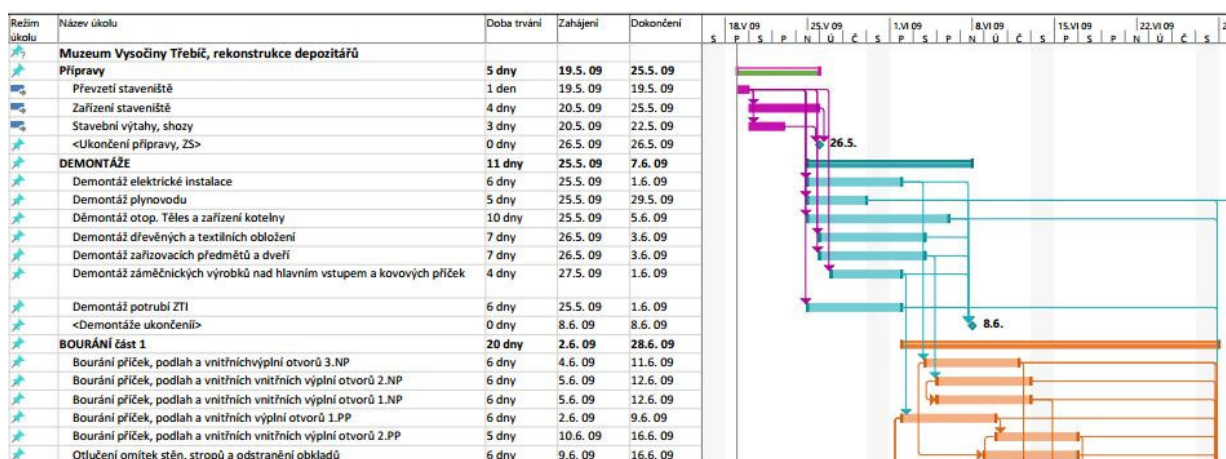 Režim úkolu Název úkolu Doba trvání Zahájení Dokončení 18.V 09 25.V 09 1.VI 09 8.VI 09 15.VI 09 22.VI 09 2
S P S P N Ú Č S P S P N Ú Č S P S P N Ú Č S
Muzeum Vysočiny Třebíč, rekonstrukce depozitářů
Přípravy 5 dny 19.5. 09 25.5. 09
Převzetí staveniště 1 den 19.5. 09 19.5. 09
Zařízení staveniště 4 dny 20.5. 09 25.5. 09
Stavební výtahy, shozy 3 dny 20.5. 09 22.5. 09
<Ukončení přípravy, ZS> 0 dny 26.5. 09 26.5. 09 26.5.
DEMONTÁŽE 11 dny 25.5. 09 7.6. 09
Demontáž elektrické instalace 6 dny 25.5. 09 1.6. 09
Demontáž plynovodu 5 dny 25.5. 09 29.5. 09
Děmontáž otop. Těles a zařízení kotelny 10 dny 25.5. 09 5.6. 09
Demontáž dřevěných a textilních obložení 7 dny 26.5. 09 3.6. 09
Demontáž zařizovacích předmětů a dveří 7 dny 26.5. 09 3.6. 09
Demontáž záměčnických výrobků nad hlavním vstupem a kovových příček 4 dny 27.5. 09 1.6. 09
Demontáž potrubí ZTI 6 dny 25.5. 09 1.6. 09
<Demontáže ukončeníi> 0 dny 8.6. 09 8.6. 09 8.6.
BOURÁNÍ část 1 20 dny 2.6. 09 28.6. 09
Bourání příček, podlah a vnitřníchvýplní otvorů 3.NP 6 dny 4.6. 09 11.6. 09
Bourání příček, podlah a vnitřních vnitřních výplní otvorů 2.NP 6 dny 5.6. 09 12.6. 09
Bourání příček, podlah a vnitřních vnitřních výplní otvorů 1.NP 6 dny 5.6. 09 12.6. 09
Bourání příček, podlah a vnitřních výplní otvorů 1.PP 6 dny 2.6. 09 9.6. 09
Bourání příček, podlah a vnitřních vnitřních výplní otvorů 2.PP 5 dny 10.6. 09 16.6. 09
Otlučení omítek stěn, stropů a odstranění obkladů 6 dny 9.6. 09 16.6. 09